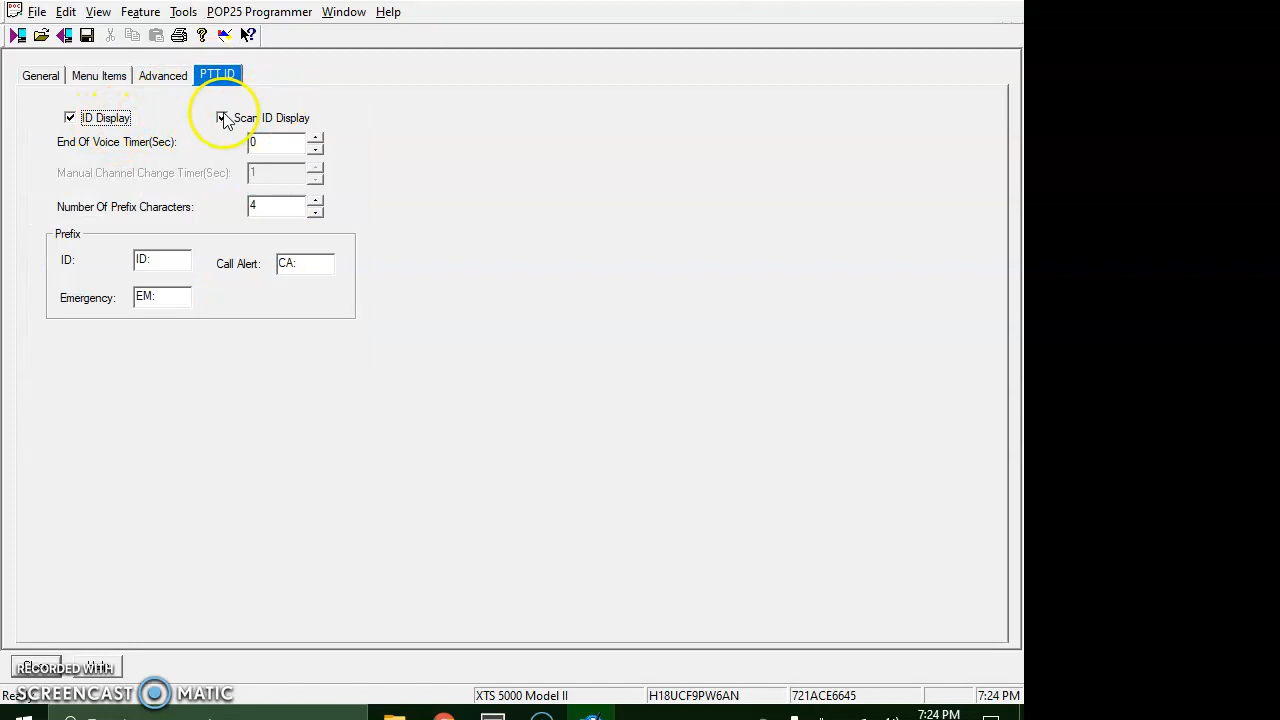 File Edit View Feature Tools POP25 Programmer Window Help
General Menu Items Advanced PTT ID
ID Display Scan ID Display
End Of Voice Timer(Sec): 0
Manual Channel Change Timer(Sec): 1
Number Of Prefix Characters: 4
Prefix
ID: ID: Call Alert: CA:
Emergency: EM:
RECORDED WITH
SCREENCAST MATIC
XTS 5000 Model II H18UCF9PW6AN 721ACE6645 7:24 PM
7:24 PM